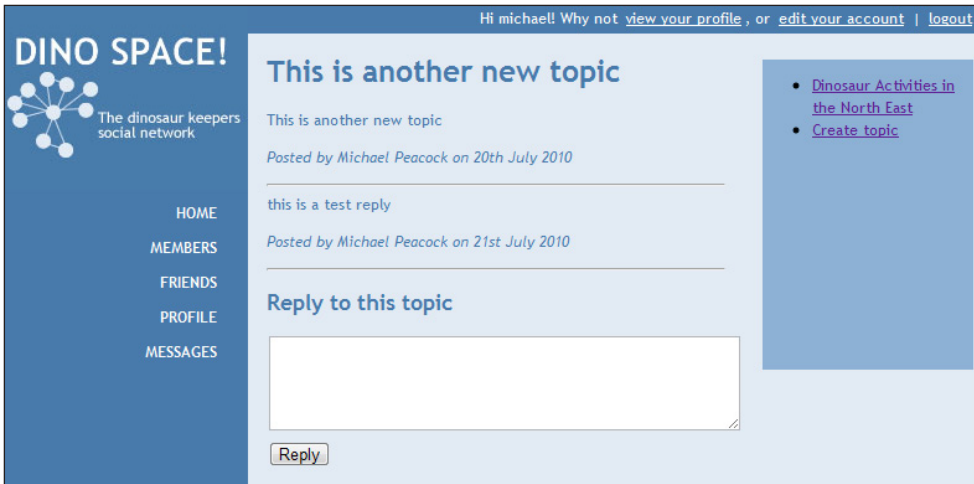 Hi michael! Why not view your profile , or edit your account | logout
DINO SPACE!
The dinosaur keepers
social network
HOME
MEMBERS
FRIENDS
PROFILE
MESSAGES
This is another new topic
This is another new topic
Posted by Michael Peacock on 20th July 2010
this is a test reply
Posted by Michael Peacock on 21st July 2010
Reply to this topic
Reply
Dinosaur Activities in
the North East
Create topic